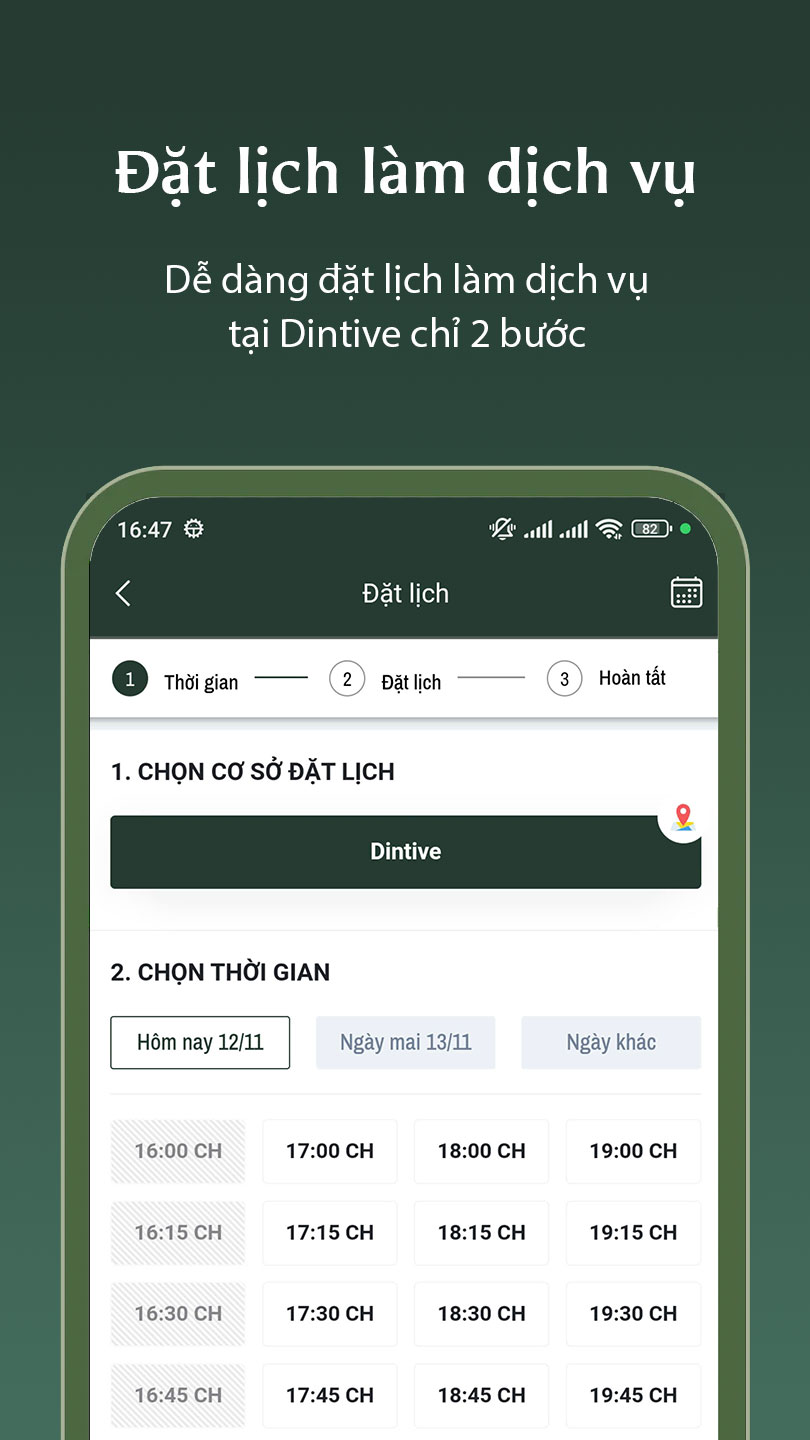 Đặt lịch làm dịch vụ
Dễ dàng đặt lịch làm dịch vụ
tại Dintive chỉ 2 bước
16:47 82
Đặt lịch
1 Thời gian 2 Đặt lịch 3 Hoàn tất
1. CHỌN CƠ SỞ ĐẶT LỊCH
Dintive
2. CHỌN THỜI GIAN
Hôm nay 12/11 Ngày mai 13/11 Ngày khác
16:00 CH 17:00 CH 18:00 CH 19:00 CH
16:15 CH 17:15 CH 18:15 CH 19:15 CH
16:30 CH 17:30 CH 18:30 CH 19:30 CH
16:45 CH 17:45 CH 18:45 CH 19:45 CH